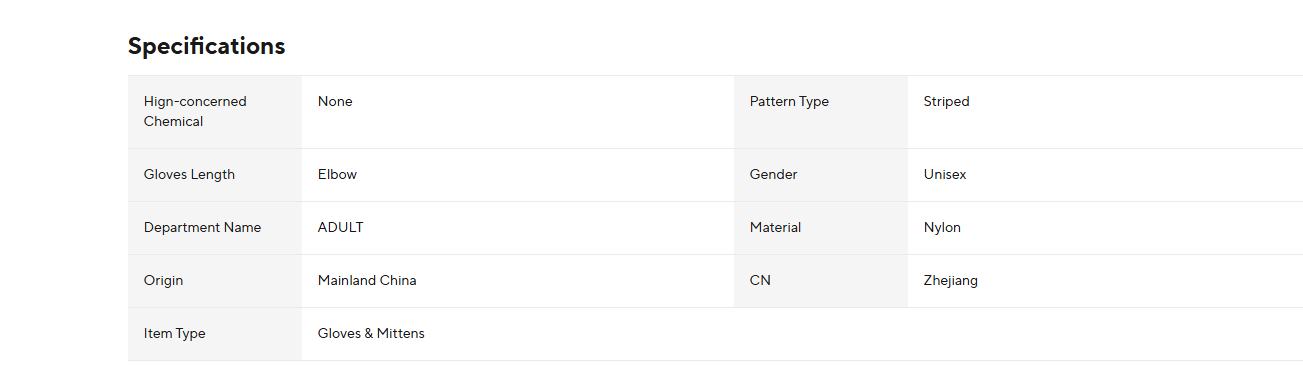 Specifications
Hign-concerned
Chemical
None
Pattern Type
Striped
Gloves Length
Elbow
Gender
Unisex
Department Name
ADULT
Material
Nylon
Origin
Mainland China
CN
Zhejiang
Item Type
Gloves & Mittens